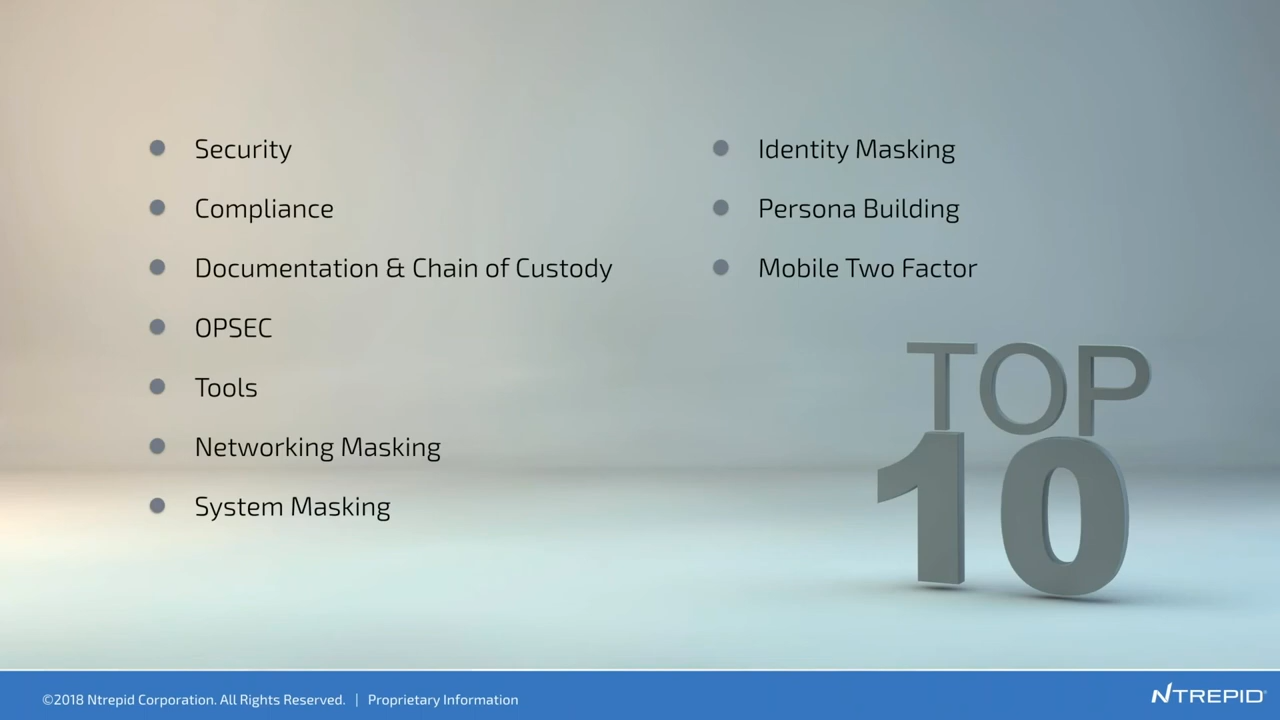 Security
Compliance
Documentation & Chain of Custody
OPSEC
Tools
Networking Masking
System Masking
Identity Masking
Persona Building
Mobile Two Factor
TOP
10
©2018 Ntrepid Corporation. All Rights Reserved. | Proprietary Information
NTREPID